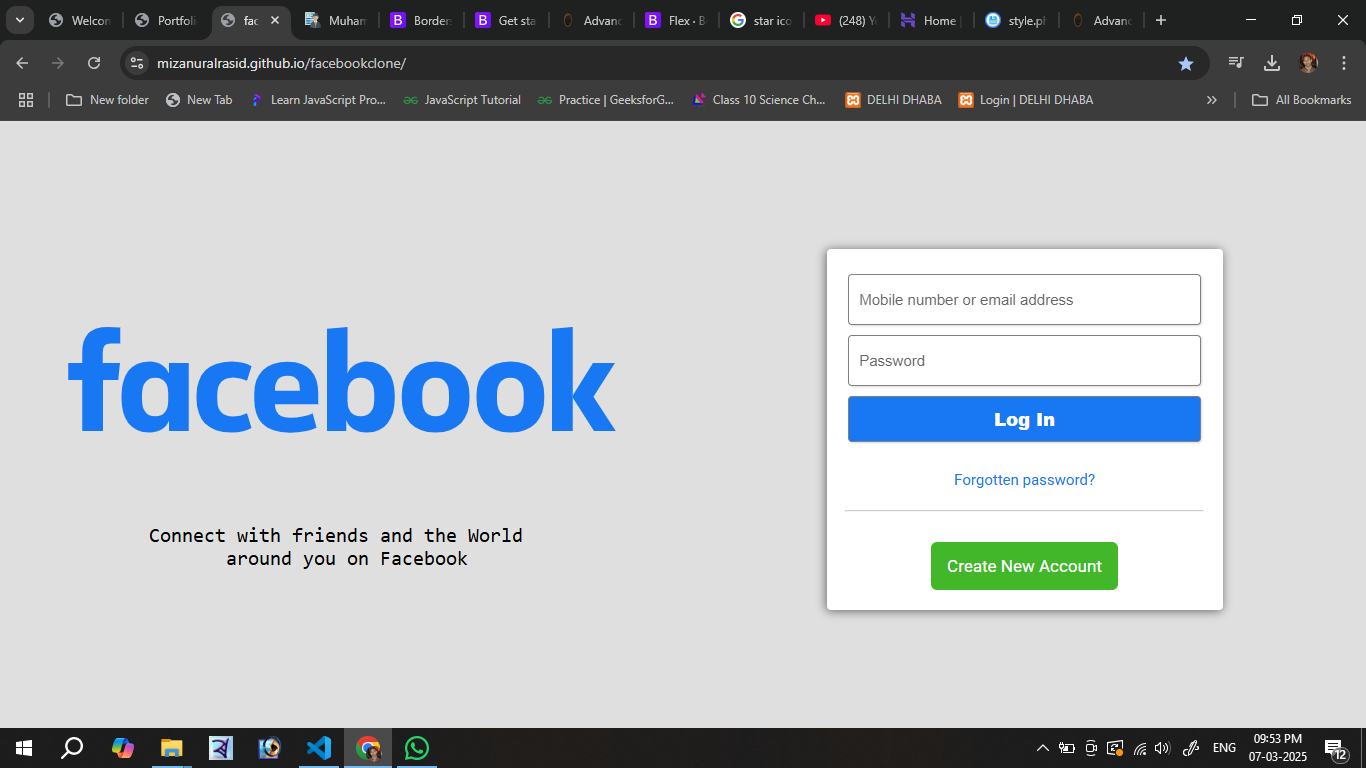 Welcon
Portfoli
fac
Muham
Borders
Get sta
Advanc
Flex · B
star ico
(248) Y
Home |
style.ph
Advanc
mizanuralrasid.github.io/facebookclone/
New folder
New Tab
Learn JavaScript Pro...
JavaScript Tutorial
Practice | GeeksforG...
Class 10 Science Ch...
DELHI DHABA
Login | DELHI DHABA
All Bookmarks
facebook
Connect with friends and the World
around you on Facebook
Mobile number or email address
Password
Log In
Forgotten password?
Create New Account
ENG
09:53 PM
07-03-2025
12